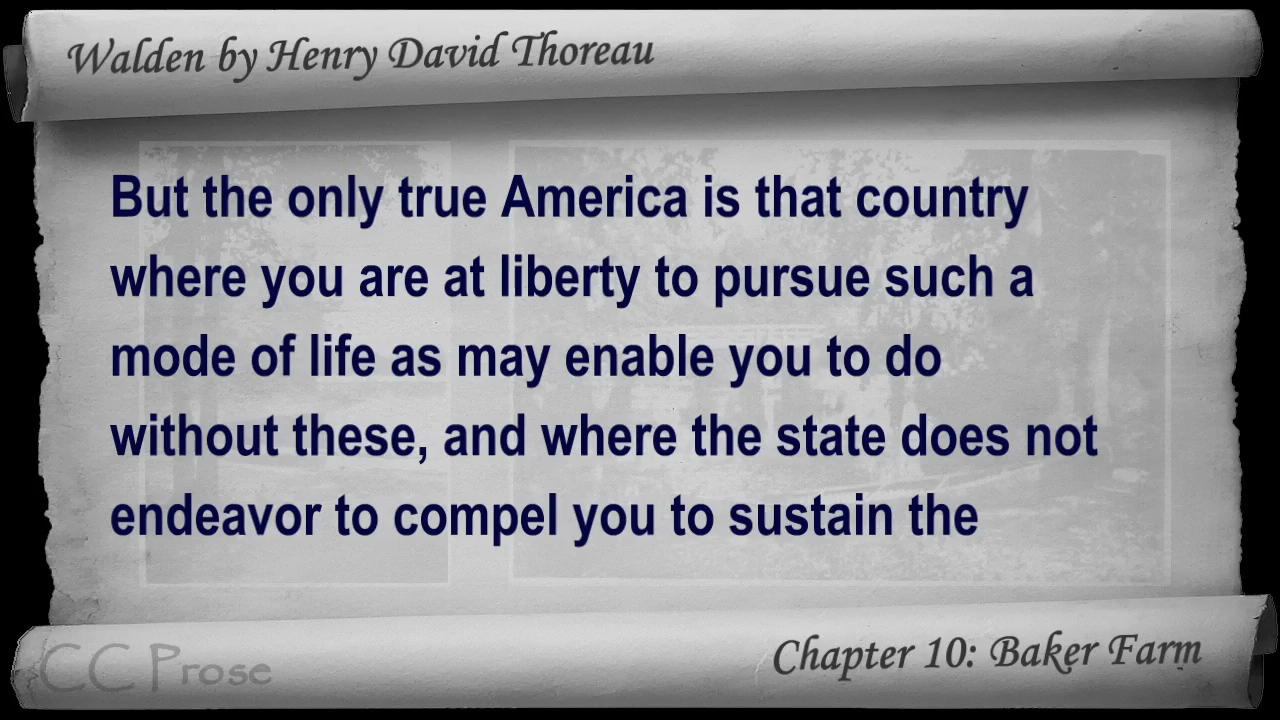 Walden by Henry David Thoreau
But the only true America is that country
where you are at liberty to pursue such a
mode of life as may enable you to do
without these, and where the state does not
endeavor to compel you to sustain the
CC Prose
Chapter 10: Baker Farm